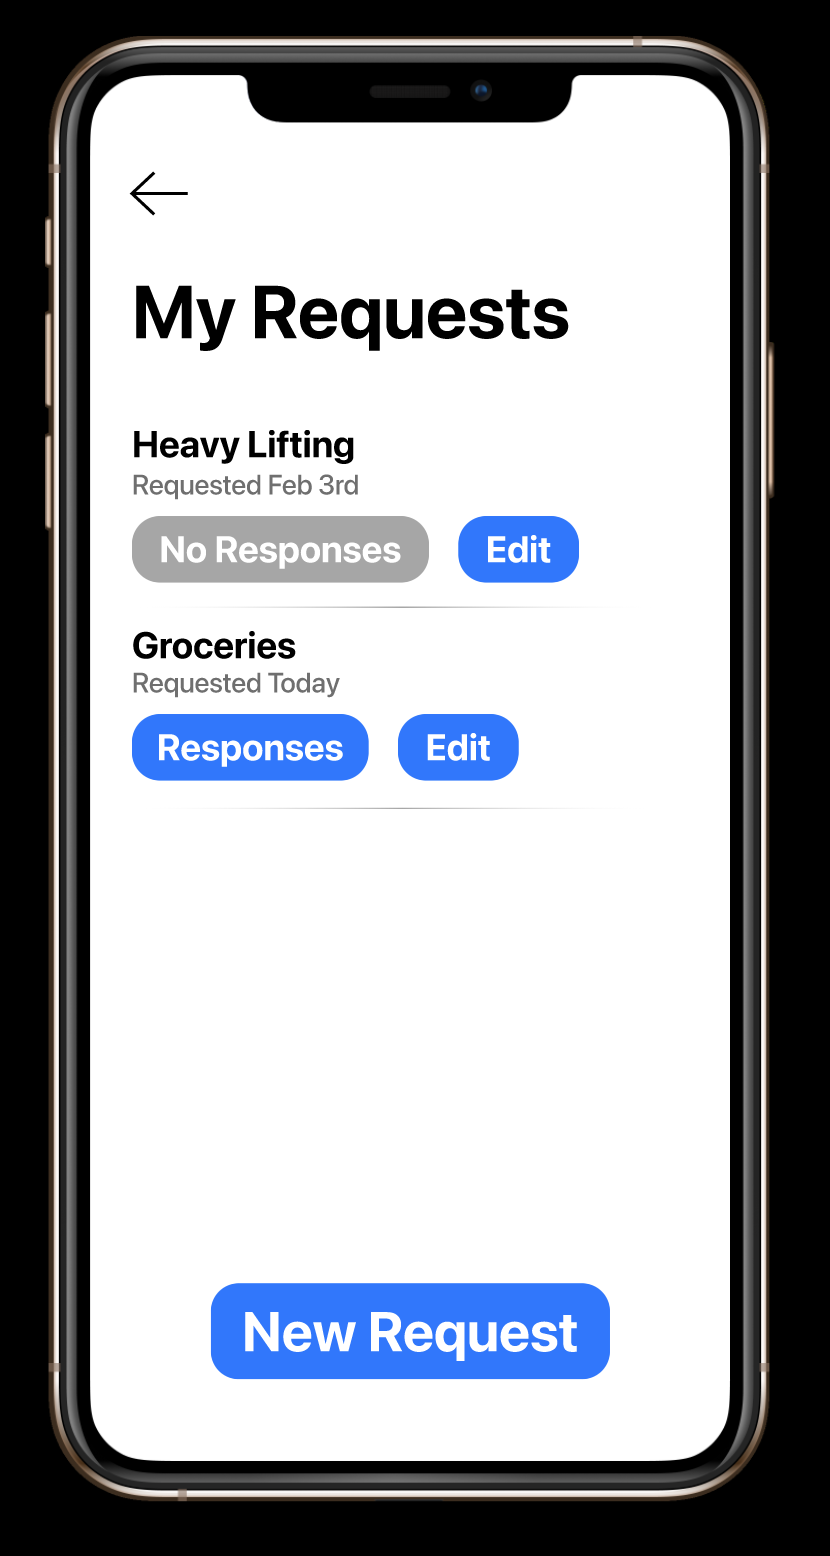 My Requests
Heavy Lifting
Requested Feb 3rd
No Responses Edit
Groceries
Requested Today
Responses Edit
New Request